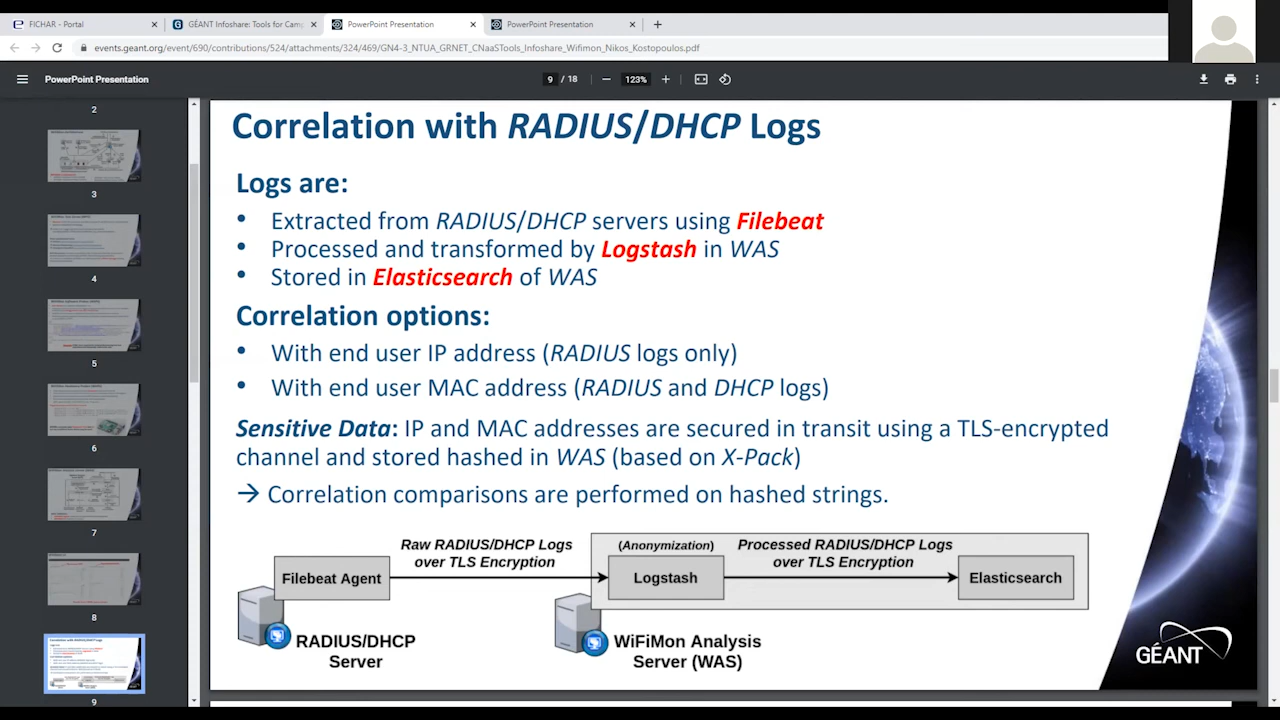 FICHAR - Portal
GÉANT Infoshare: Tools for Cam
PowerPoint Presentation
PowerPoint Presentation
events.geant.org/event/690/contributions/524/attachments/324/469/GN4-3_NTUA_GRNET_CNaaSTools_Infoshare_Wifimon_Nikos_Kostopoulos.pdf
PowerPoint Presentation
9 / 18
123%
2
3
4
5
6
7
8
9
Correlation with RADIUS/DHCP Logs
Logs are:
• Extracted from RADIUS/DHCP servers using Filebeat
• Processed and transformed by Logstash in WAS
• Stored in Elasticsearch of WAS
Correlation options:
• With end user IP address (RADIUS logs only)
• With end user MAC address (RADIUS and DHCP logs)
Sensitive Data: IP and MAC addresses are secured in transit using a TLS-encrypted
channel and stored hashed in WAS (based on X-Pack)
→ Correlation comparisons are performed on hashed strings.
Raw RADIUS/DHCP Logs
over TLS Encryption
(Anonymization)
Processed RADIUS/DHCP Logs
over TLS Encryption
Filebeat Agent
Logstash
Elasticsearch
RADIUS/DHCP
Server
WiFiMon Analysis
Server (WAS)
GÉANT